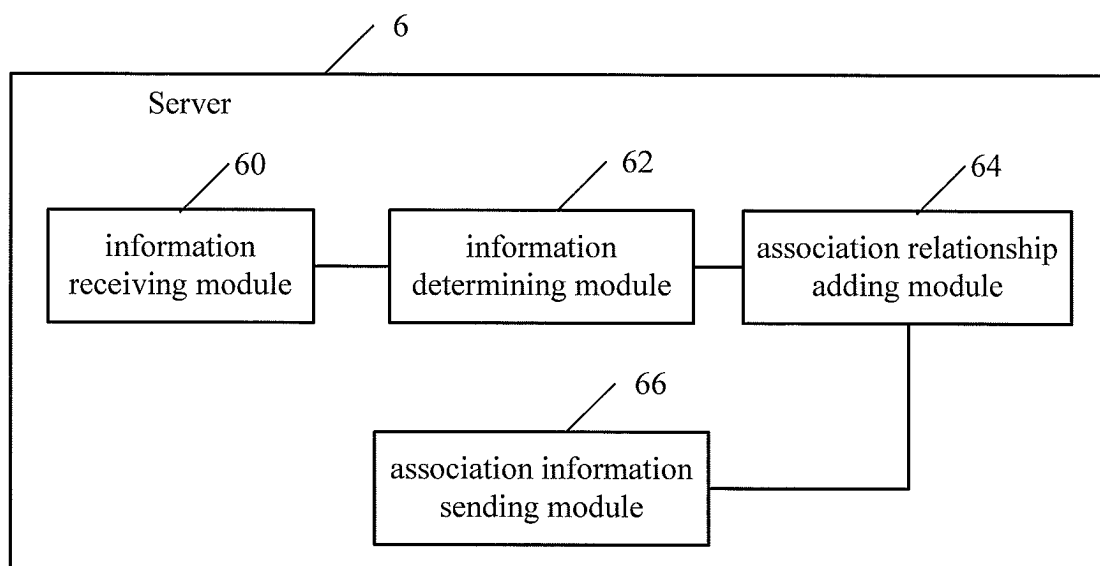 6
Server
60
62
64
information
receiving module
information
determining module
association relationship
adding module
66
association information
sending module